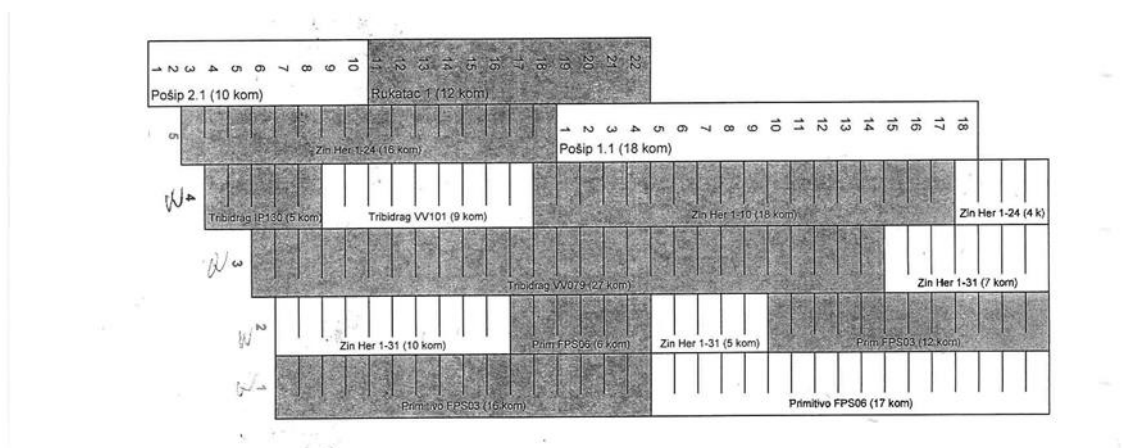 1 2 3 4 5 6 7 8 9 10 11 12 13 14 15 16 17 18 19 20 21 22
Pošip 2.1 (10 kom) Rukatac 1 (12 kom)
5 1 2 3 4 5 6 7 8 9 10 11 12 13 14 15 16 17 18
Zin Her 1-24 (16 kom) Pošip 1.1 (18 kom)
4
Tribidrag IP130 (5 kom) Tribidrag VV101 (9 kom) Zin Her 1-10 (18 kom) Zin Her 1-24 (4 k)
3
Tribidrag VV079 (27 kom) Zin Her 1-31 (7 kom)
2
Zin Her 1-31 (10 kom) Prim FPS06 (6 kom) Zin Her 1-31 (5 kom) Prim FPS03 (12 kom)
1
Primitivo FPS03 (16 kom) Primitivo FPS06 (17 kom)